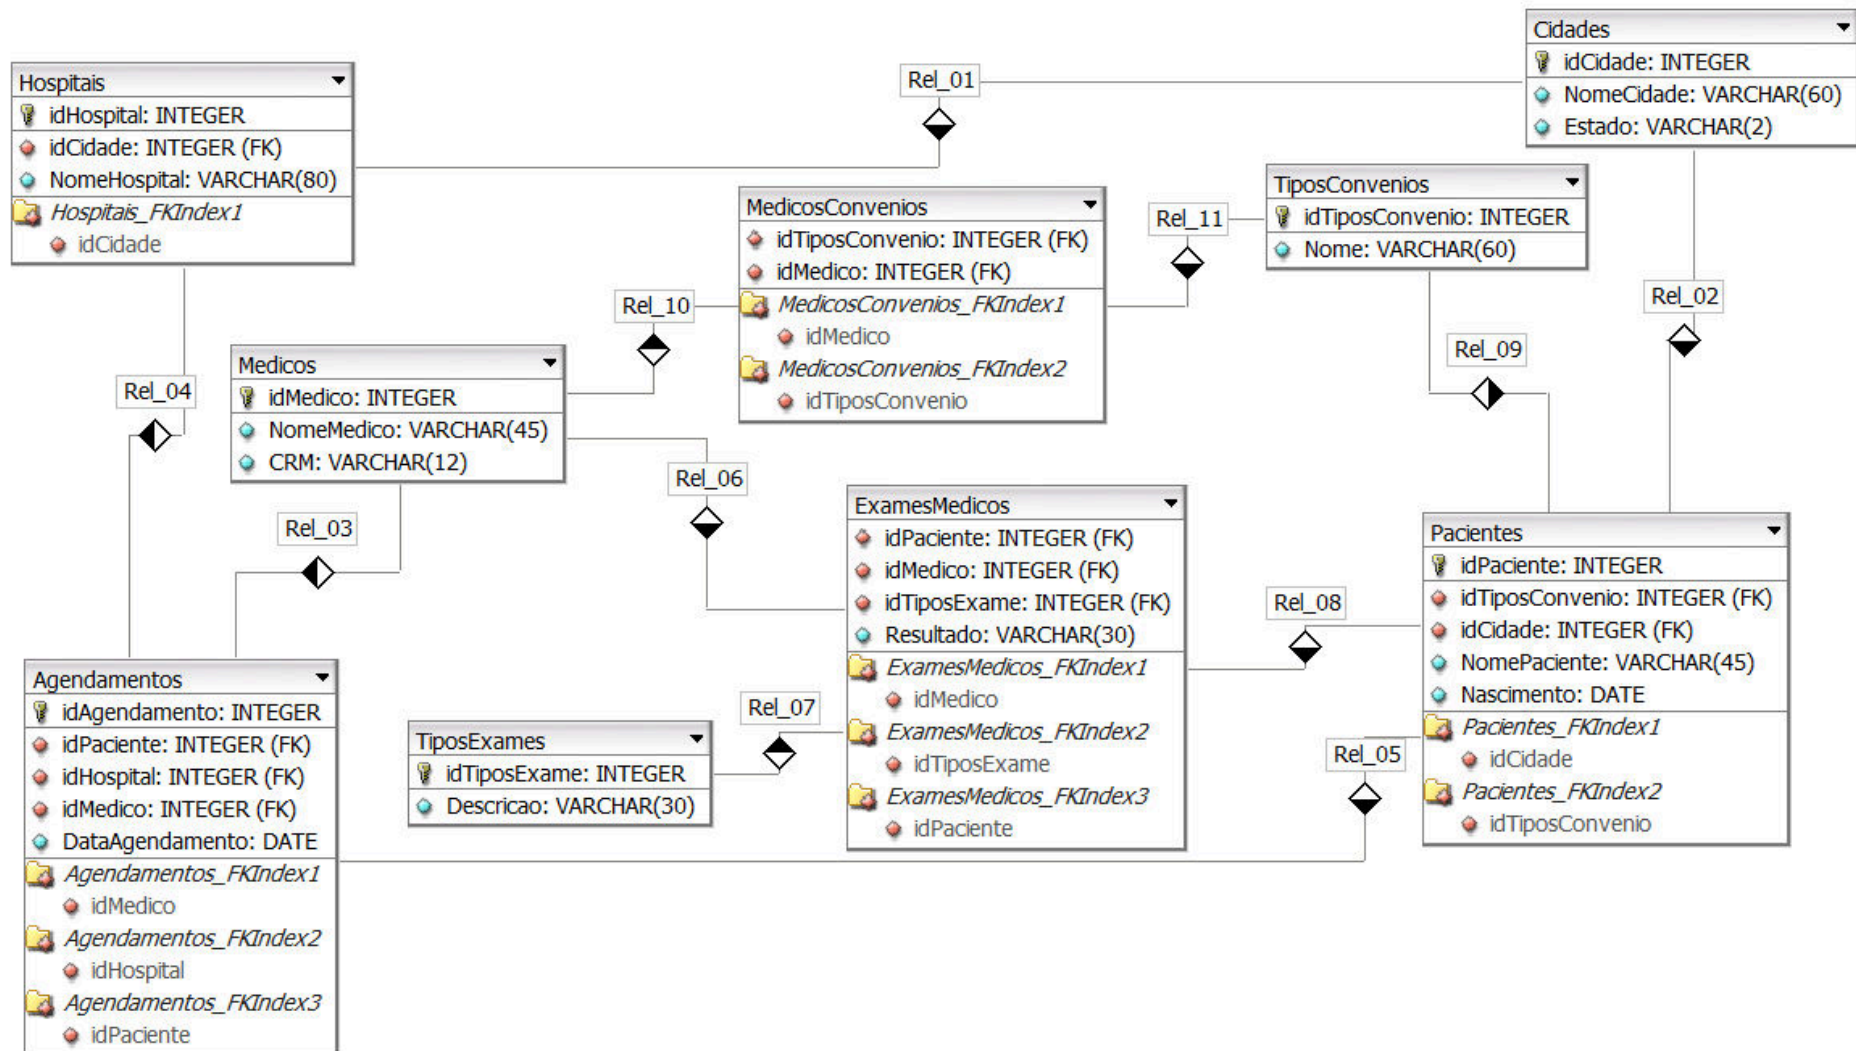 Hospitais
idHospital: INTEGER
idCidade: INTEGER (FK)
NomeHospital: VARCHAR(80)
Hospitais_FKIndex1
idCidade
Rel_01
Cidades
idCidade: INTEGER
NomeCidade: VARCHAR(60)
Estado: VARCHAR(2)
MedicosConvenios
idTiposConvenio: INTEGER (FK)
idMedico: INTEGER (FK)
MedicosConvenios_FKIndex1
idMedico
MedicosConvenios_FKIndex2
idTiposConvenio
Rel_11
TiposConvenios
idTiposConvenio: INTEGER
Nome: VARCHAR(60)
Rel_10
Rel_02
Rel_09
Rel_04
Medicos
idMedico: INTEGER
NomeMedico: VARCHAR(45)
CRM: VARCHAR(12)
Rel_06
Rel_03
ExamesMedicos
idPaciente: INTEGER (FK)
idMedico: INTEGER (FK)
idTiposExame: INTEGER (FK)
Resultado: VARCHAR(30)
ExamesMedicos_FKIndex1
idMedico
ExamesMedicos_FKIndex2
idTiposExame
ExamesMedicos_FKIndex3
idPaciente
Rel_08
Pacientes
idPaciente: INTEGER
idTiposConvenio: INTEGER (FK)
idCidade: INTEGER (FK)
NomePaciente: VARCHAR(45)
Nascimento: DATE
Pacientes_FKIndex1
idCidade
Pacientes_FKIndex2
idTiposConvenio
Agendamentos
idAgendamento: INTEGER
idPaciente: INTEGER (FK)
idHospital: INTEGER (FK)
idMedico: INTEGER (FK)
DataAgendamento: DATE
Agendamentos_FKIndex1
idMedico
Agendamentos_FKIndex2
idHospital
Agendamentos_FKIndex3
idPaciente
TiposExames
idTiposExame: INTEGER
Descricao: VARCHAR(30)
Rel_07
Rel_05